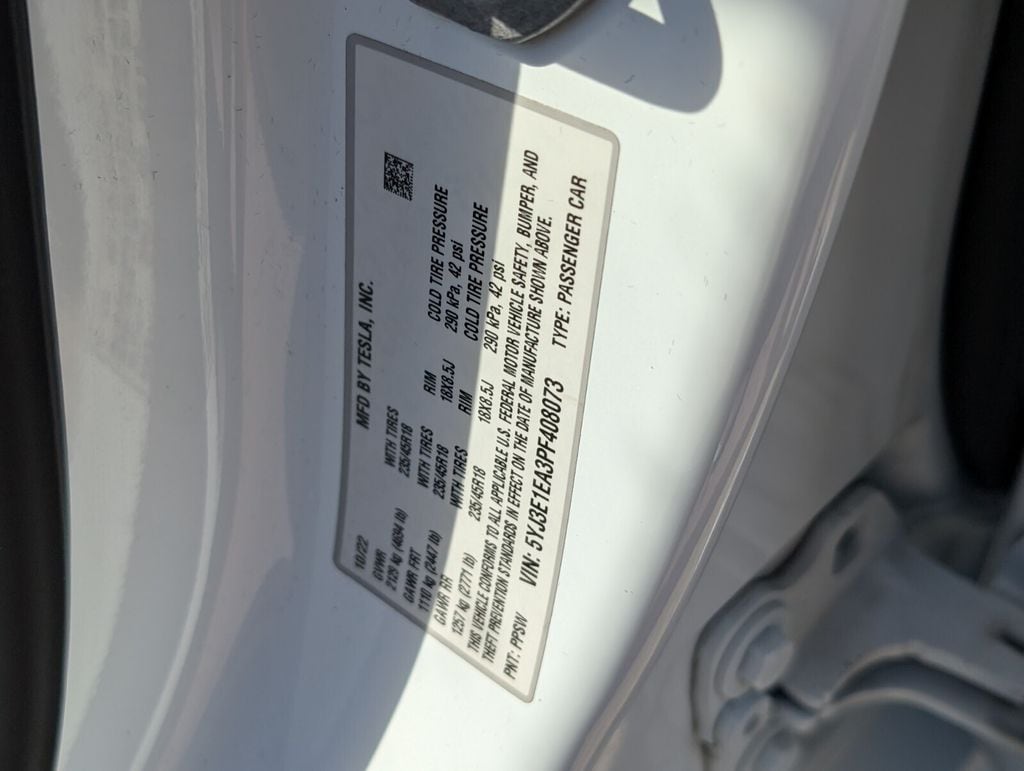 10/22 MFD BY TESLA, INC.
GVWR WITH TIRES
2129 kg (4694 lb) 235/45R18
GAWR FRT WITH TIRES RIM COLD TIRE PRESSURE
1110 kg (2447 lb) 235/45R18 18X8.5J 290 kPa, 42 psi
GAWR RR WITH TIRES RIM COLD TIRE PRESSURE
1257 kg (2771 lb) 235/45R18 18X8.5J 290 kPa, 42 psi
THIS VEHICLE CONFORMS TO ALL APPLICABLE U.S. FEDERAL MOTOR VEHICLE SAFETY, BUMPER, AND
THEFT PREVENTION STANDARDS IN EFFECT ON THE DATE OF MANUFACTURE SHOWN ABOVE.
PNT: PPSW VIN: 5YJ3E1EA3PF408073 TYPE: PASSENGER CAR